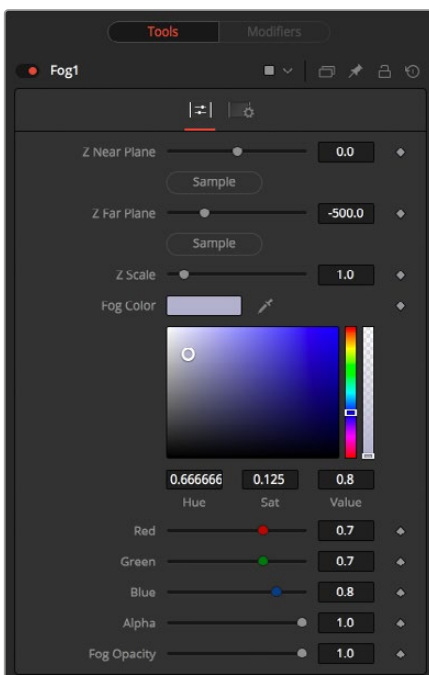 Tools Modifiers
Fog1
Z Near Plane 0.0
Sample
Z Far Plane -500.0
Sample
Z Scale 1.0
Fog Color
0.666666 0.125 0.8
Hue Sat Value
Red 0.7
Green 0.7
Blue 0.8
Alpha 1.0
Fog Opacity 1.0